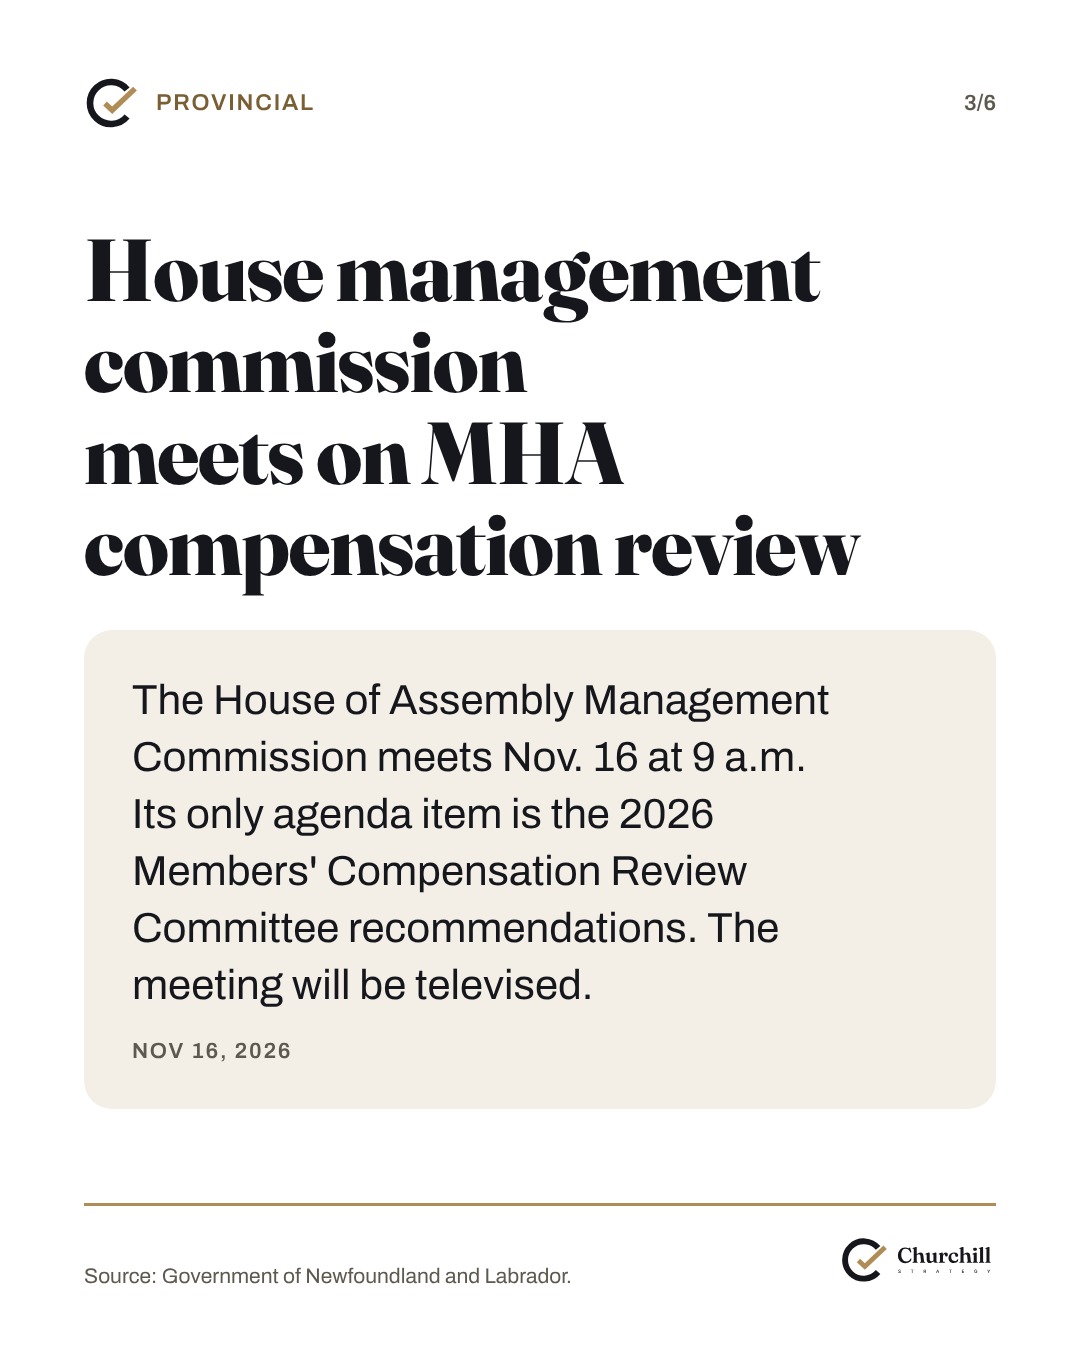 PROVINCIAL
3/6
House management
commission
meets on MHA
compensation review
The House of Assembly Management
Commission meets Nov. 16 at 9 a.m.
Its only agenda item is the 2026
Members' Compensation Review
Committee recommendations. The
meeting will be televised.
NOV 16, 2026
Source: Government of Newfoundland and Labrador.
Churchill
STRATEGY